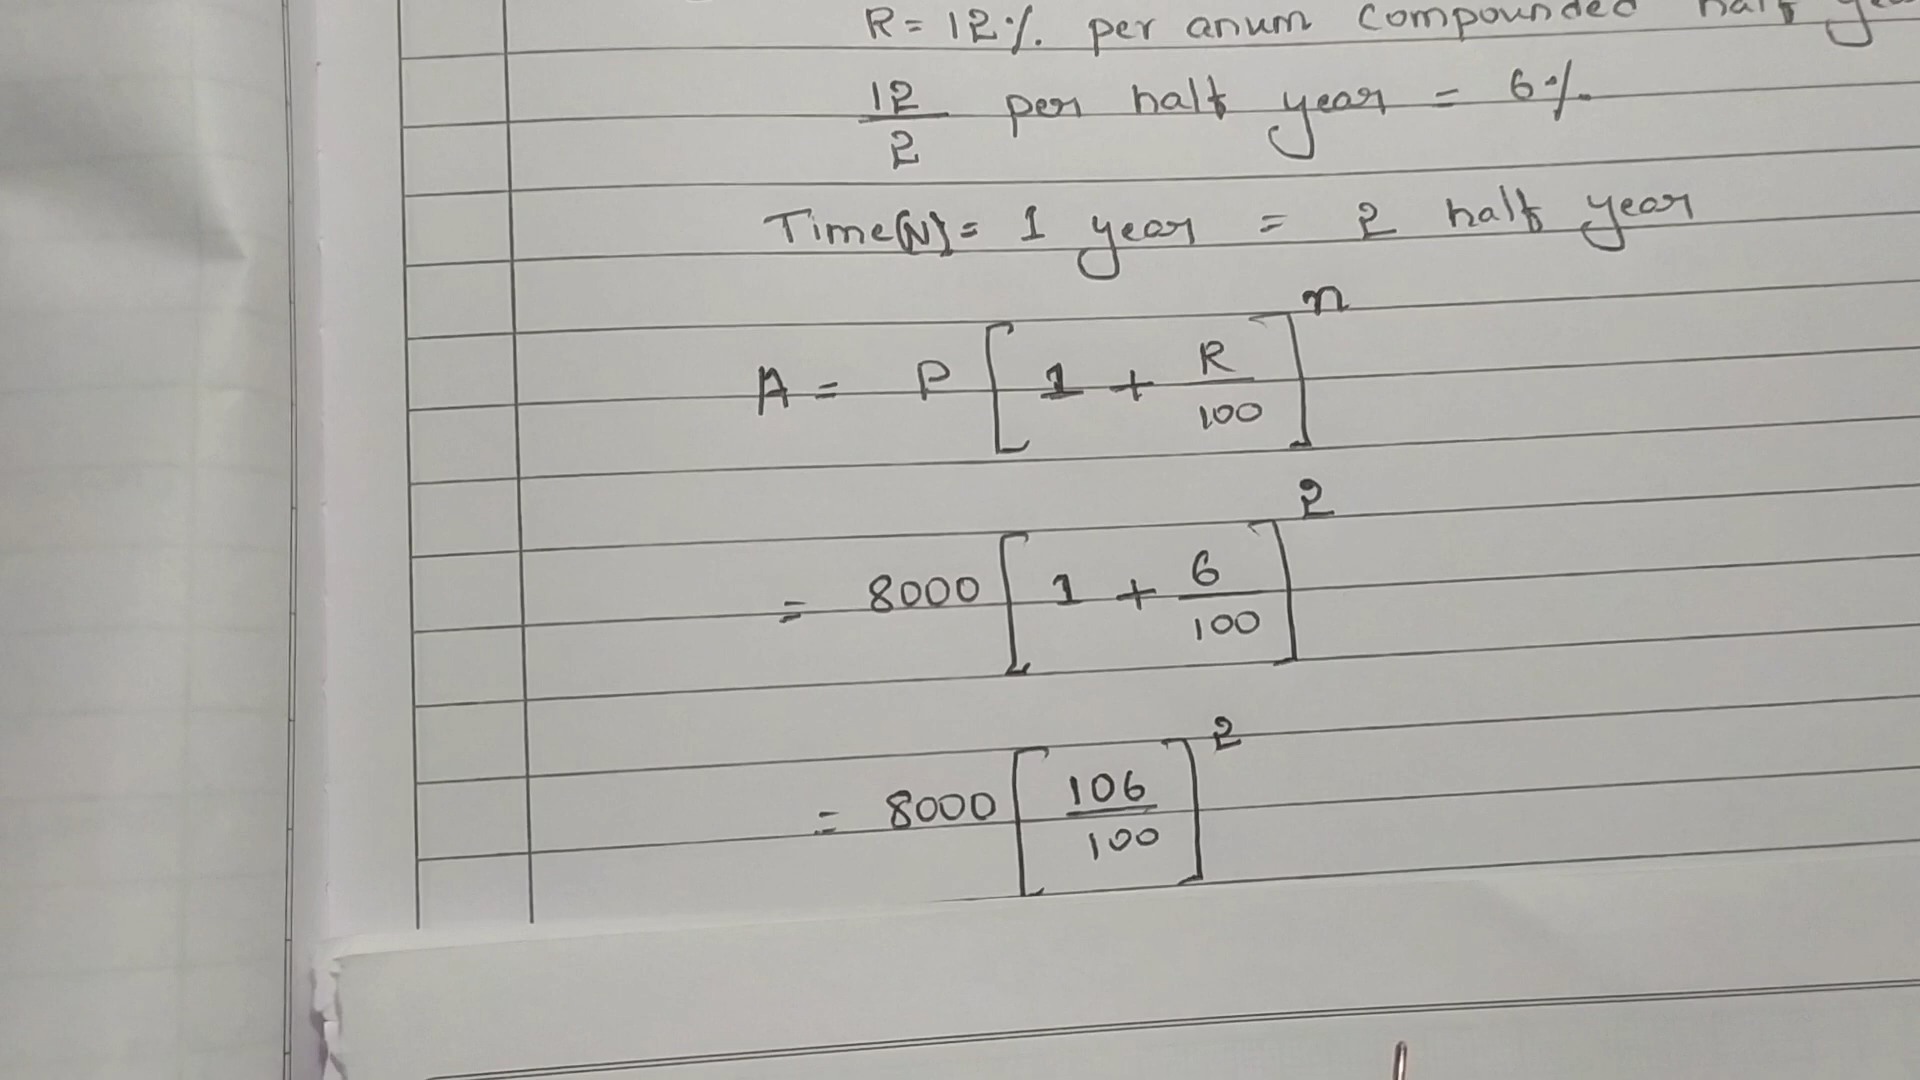 R = 12%. per anum compounded half
12/2 per half year = 6%.
Time(N) = 1 year = 2 half year
A = P [1 + R/100]^n
= 8000 [1 + 6/100]^2
= 8000 [106/100]^2